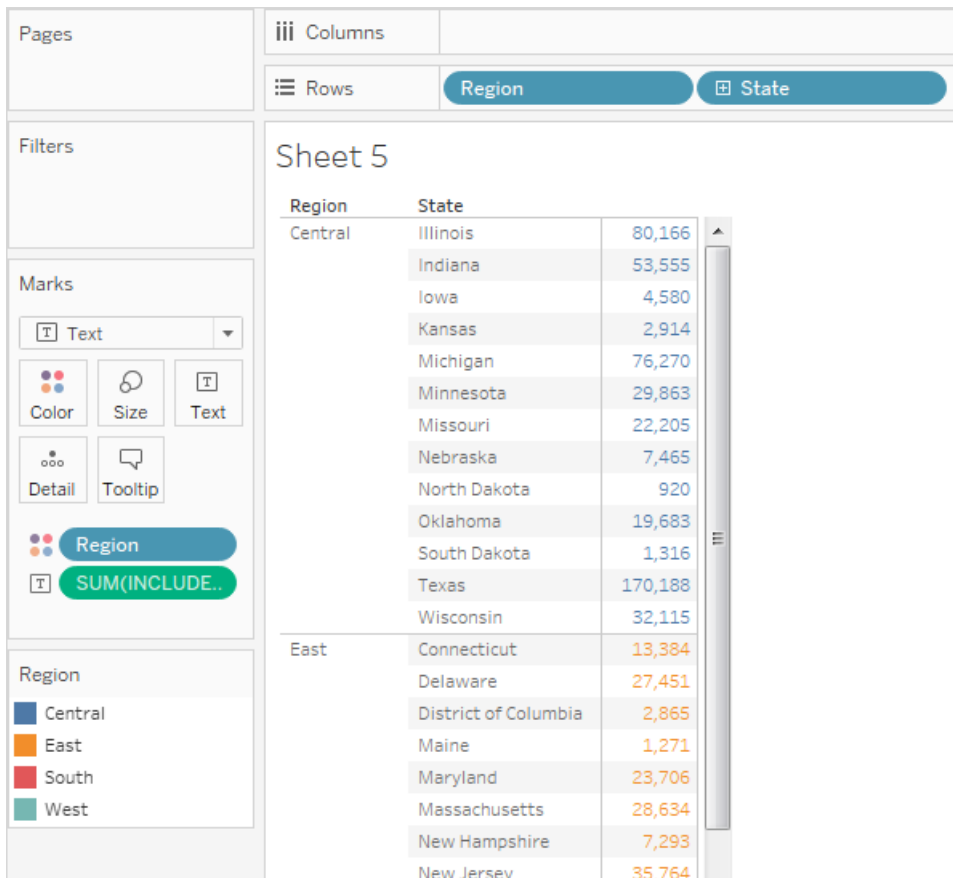 Pages
Columns
Rows Region State
Filters
Sheet 5
Region State
Central Illinois 80,166
Indiana 53,555
Iowa 4,580
Kansas 2,914
Michigan 76,270
Minnesota 29,863
Missouri 22,205
Nebraska 7,465
North Dakota 920
Oklahoma 19,683
South Dakota 1,316
Texas 170,188
Wisconsin 32,115
East Connecticut 13,384
Delaware 27,451
District of Columbia 2,865
Maine 1,271
Maryland 23,706
Massachusetts 28,634
New Hampshire 7,293
New Jersey 35,764
Marks
T Text
Color Size T Text
Detail Tooltip
Region
T SUM(INCLUDE..
Region
Central
East
South
West